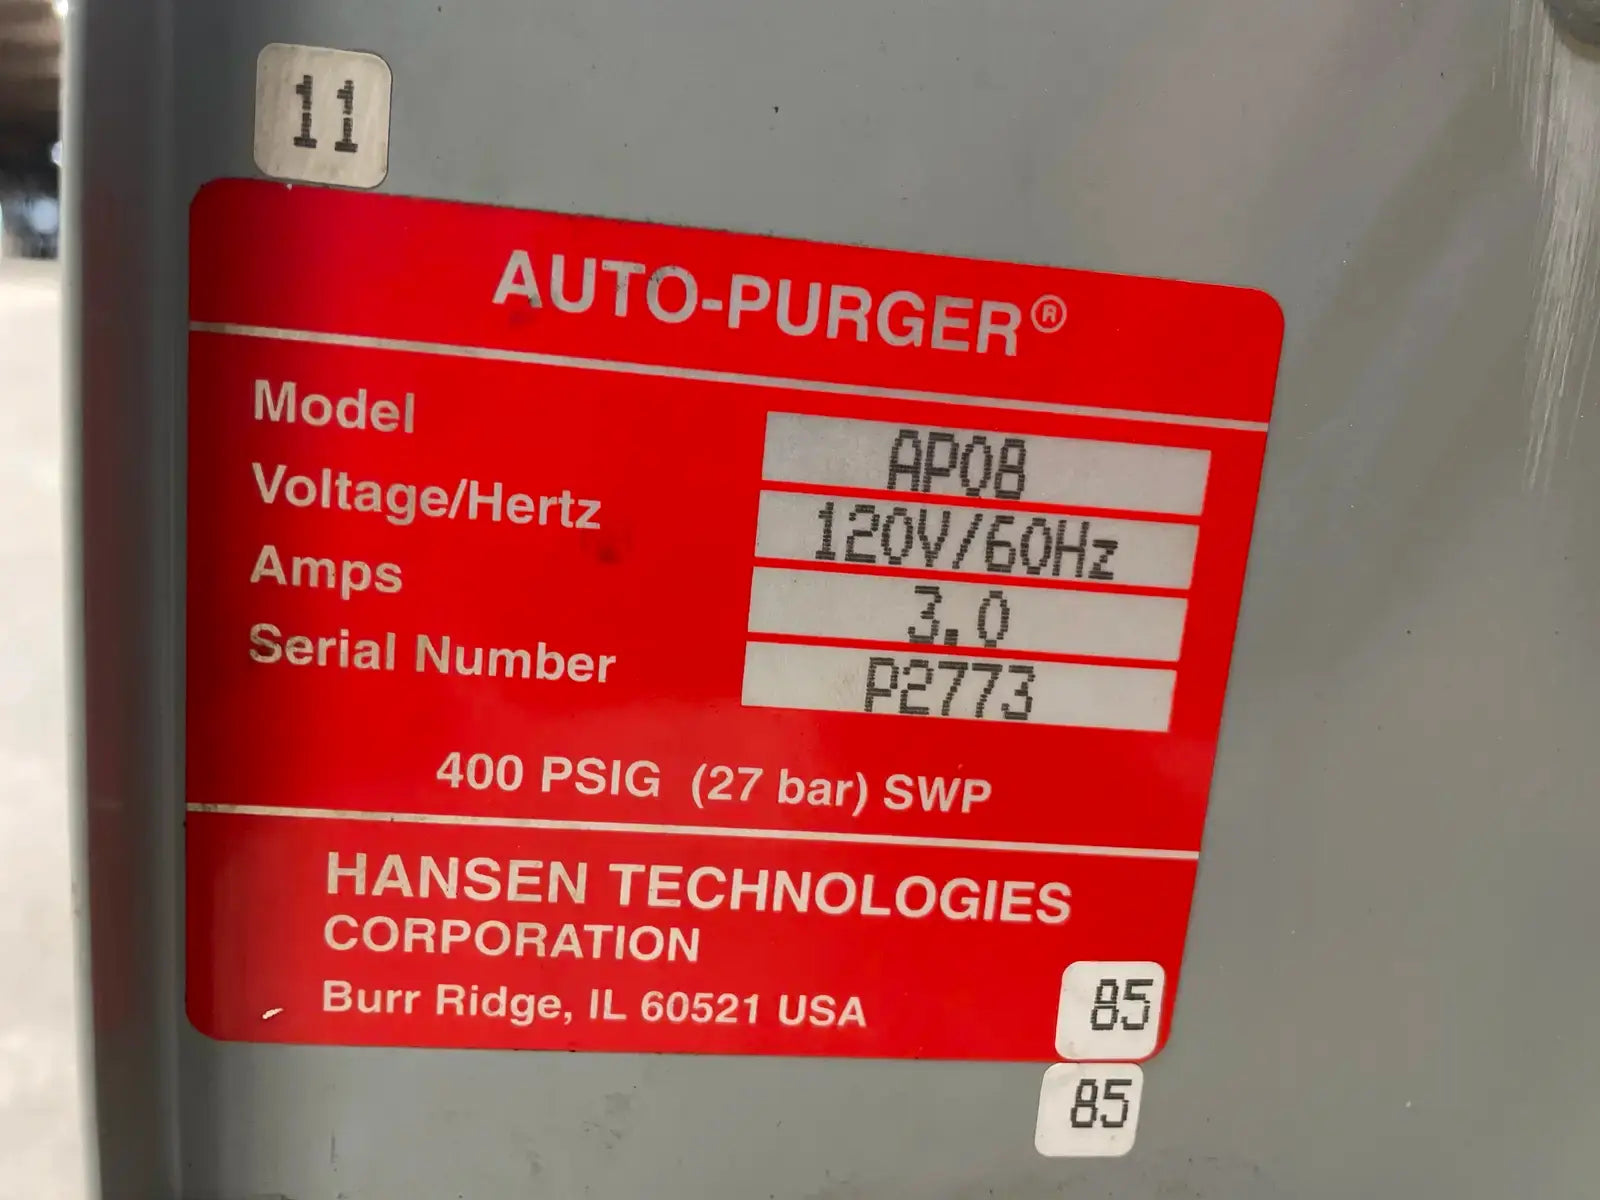 11
AUTO-PURGER®
Model AP08
Voltage/Hertz 120V/60Hz
Amps 3.0
Serial Number P2773
400 PSIG (27 bar) SWP
HANSEN TECHNOLOGIES
CORPORATION
Burr Ridge, IL 60521 USA
85
85